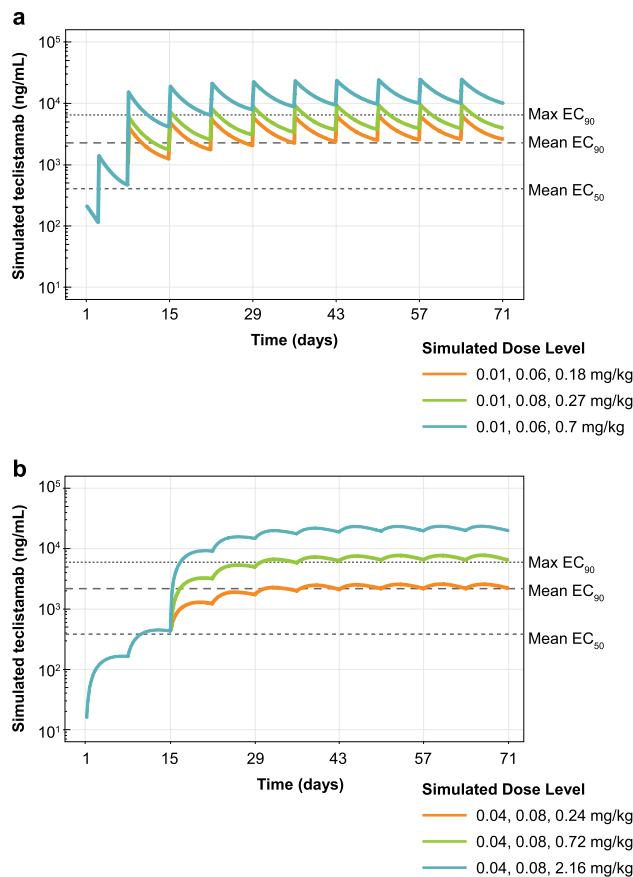 a
Simulated teclistamab (ng/mL)
10⁵
10⁴
10³
10²
10¹
Max EC₉₀
Mean EC₉₀
Mean EC₅₀
1 15 29 43 57 71
Time (days)
Simulated Dose Level
0.01, 0.06, 0.18 mg/kg
0.01, 0.08, 0.27 mg/kg
0.01, 0.06, 0.7 mg/kg
b
Simulated teclistamab (ng/mL)
10⁵
10⁴
10³
10²
10¹
Max EC₉₀
Mean EC₉₀
Mean EC₅₀
1 15 29 43 57 71
Time (days)
Simulated Dose Level
0.04, 0.08, 0.24 mg/kg
0.04, 0.08, 0.72 mg/kg
0.04, 0.08, 2.16 mg/kg